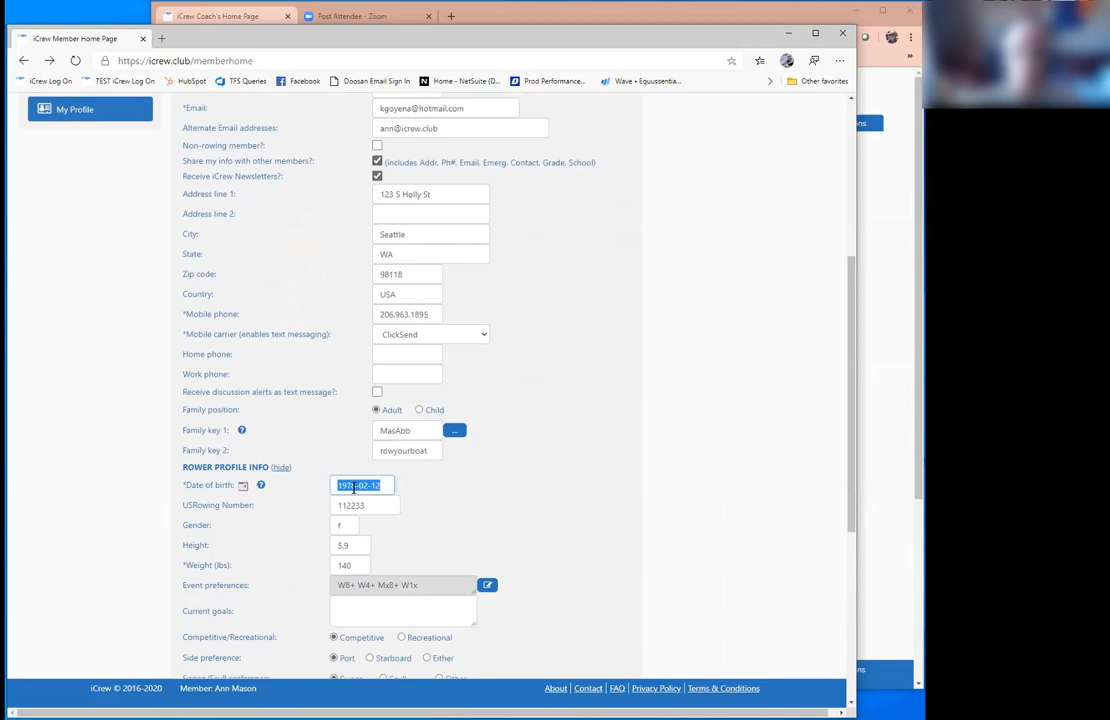 iCrew Coach's Home Page
Post Attendee - Zoom
iCrew Member Home Page
https://icrew.club/memberhome
iCrew Log On TEST iCrew Log On HubSpot TFS Queries Facebook Doosan Email Sign In Home - NetSuite (D... Prod Performance... Wave • Equussentia... Other favorites
My Profile
*Email: kgoyena@hotmail.com
Alternate Email addresses: ann@icrew.club
Non-rowing member?:
Share my info with other members?: (includes Addr. Ph#, Email, Emerg. Contact, Grade, School)
Receive iCrew Newsletters?:
Address line 1: 123 S Holly St
Address line 2:
City: Seattle
State: WA
Zip code: 98118
Country: USA
*Mobile phone: 206.963.1895
*Mobile carrier (enables text messaging): ClickSend
Home phone:
Work phone:
Receive discussion alerts as text message?:
Family position: Adult Child
Family key 1: MasAbb ...
Family key 2: rowyourboat
ROWER PROFILE INFO (hide)
*Date of birth: 1978-02-12
USRowing Number: 112233
Gender: f
Height: 5.9
*Weight (lbs): 140
Event preferences: W8+ W4+ Mx8+ W1x
Current goals:
Competitive/Recreational: Competitive Recreational
Side preference: Port Starboard Either
iCrew © 2016-2020 Member: Ann Mason About | Contact | FAQ | Privacy Policy | Terms & Conditions